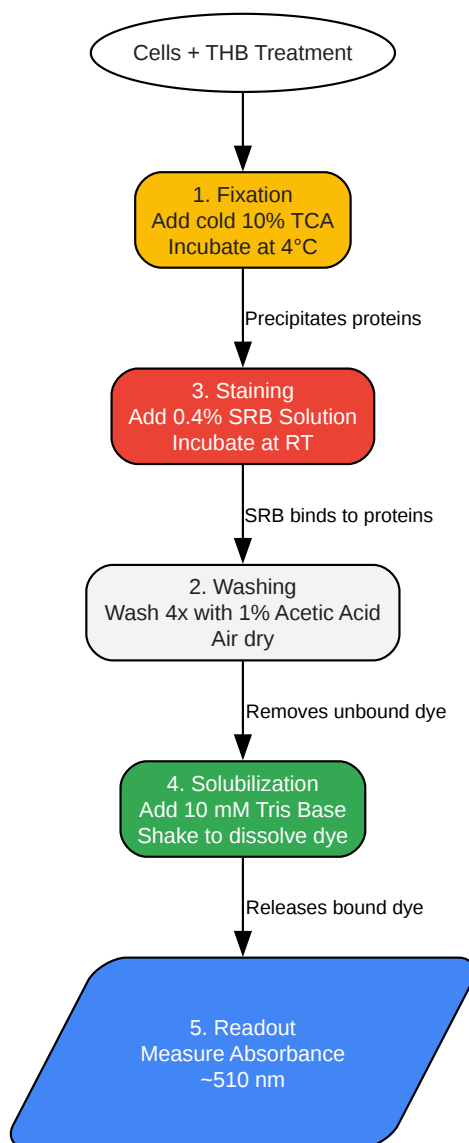 Cells + THB Treatment
1. Fixation
Add cold 10% TCA
Incubate at 4°C
Precipitates proteins
3. Staining
Add 0.4% SRB Solution
Incubate at RT
SRB binds to proteins
2. Washing
Wash 4x with 1% Acetic Acid
Air dry
Removes unbound dye
4. Solubilization
Add 10 mM Tris Base
Shake to dissolve dye
Releases bound dye
5. Readout
Measure Absorbance
~510 nm